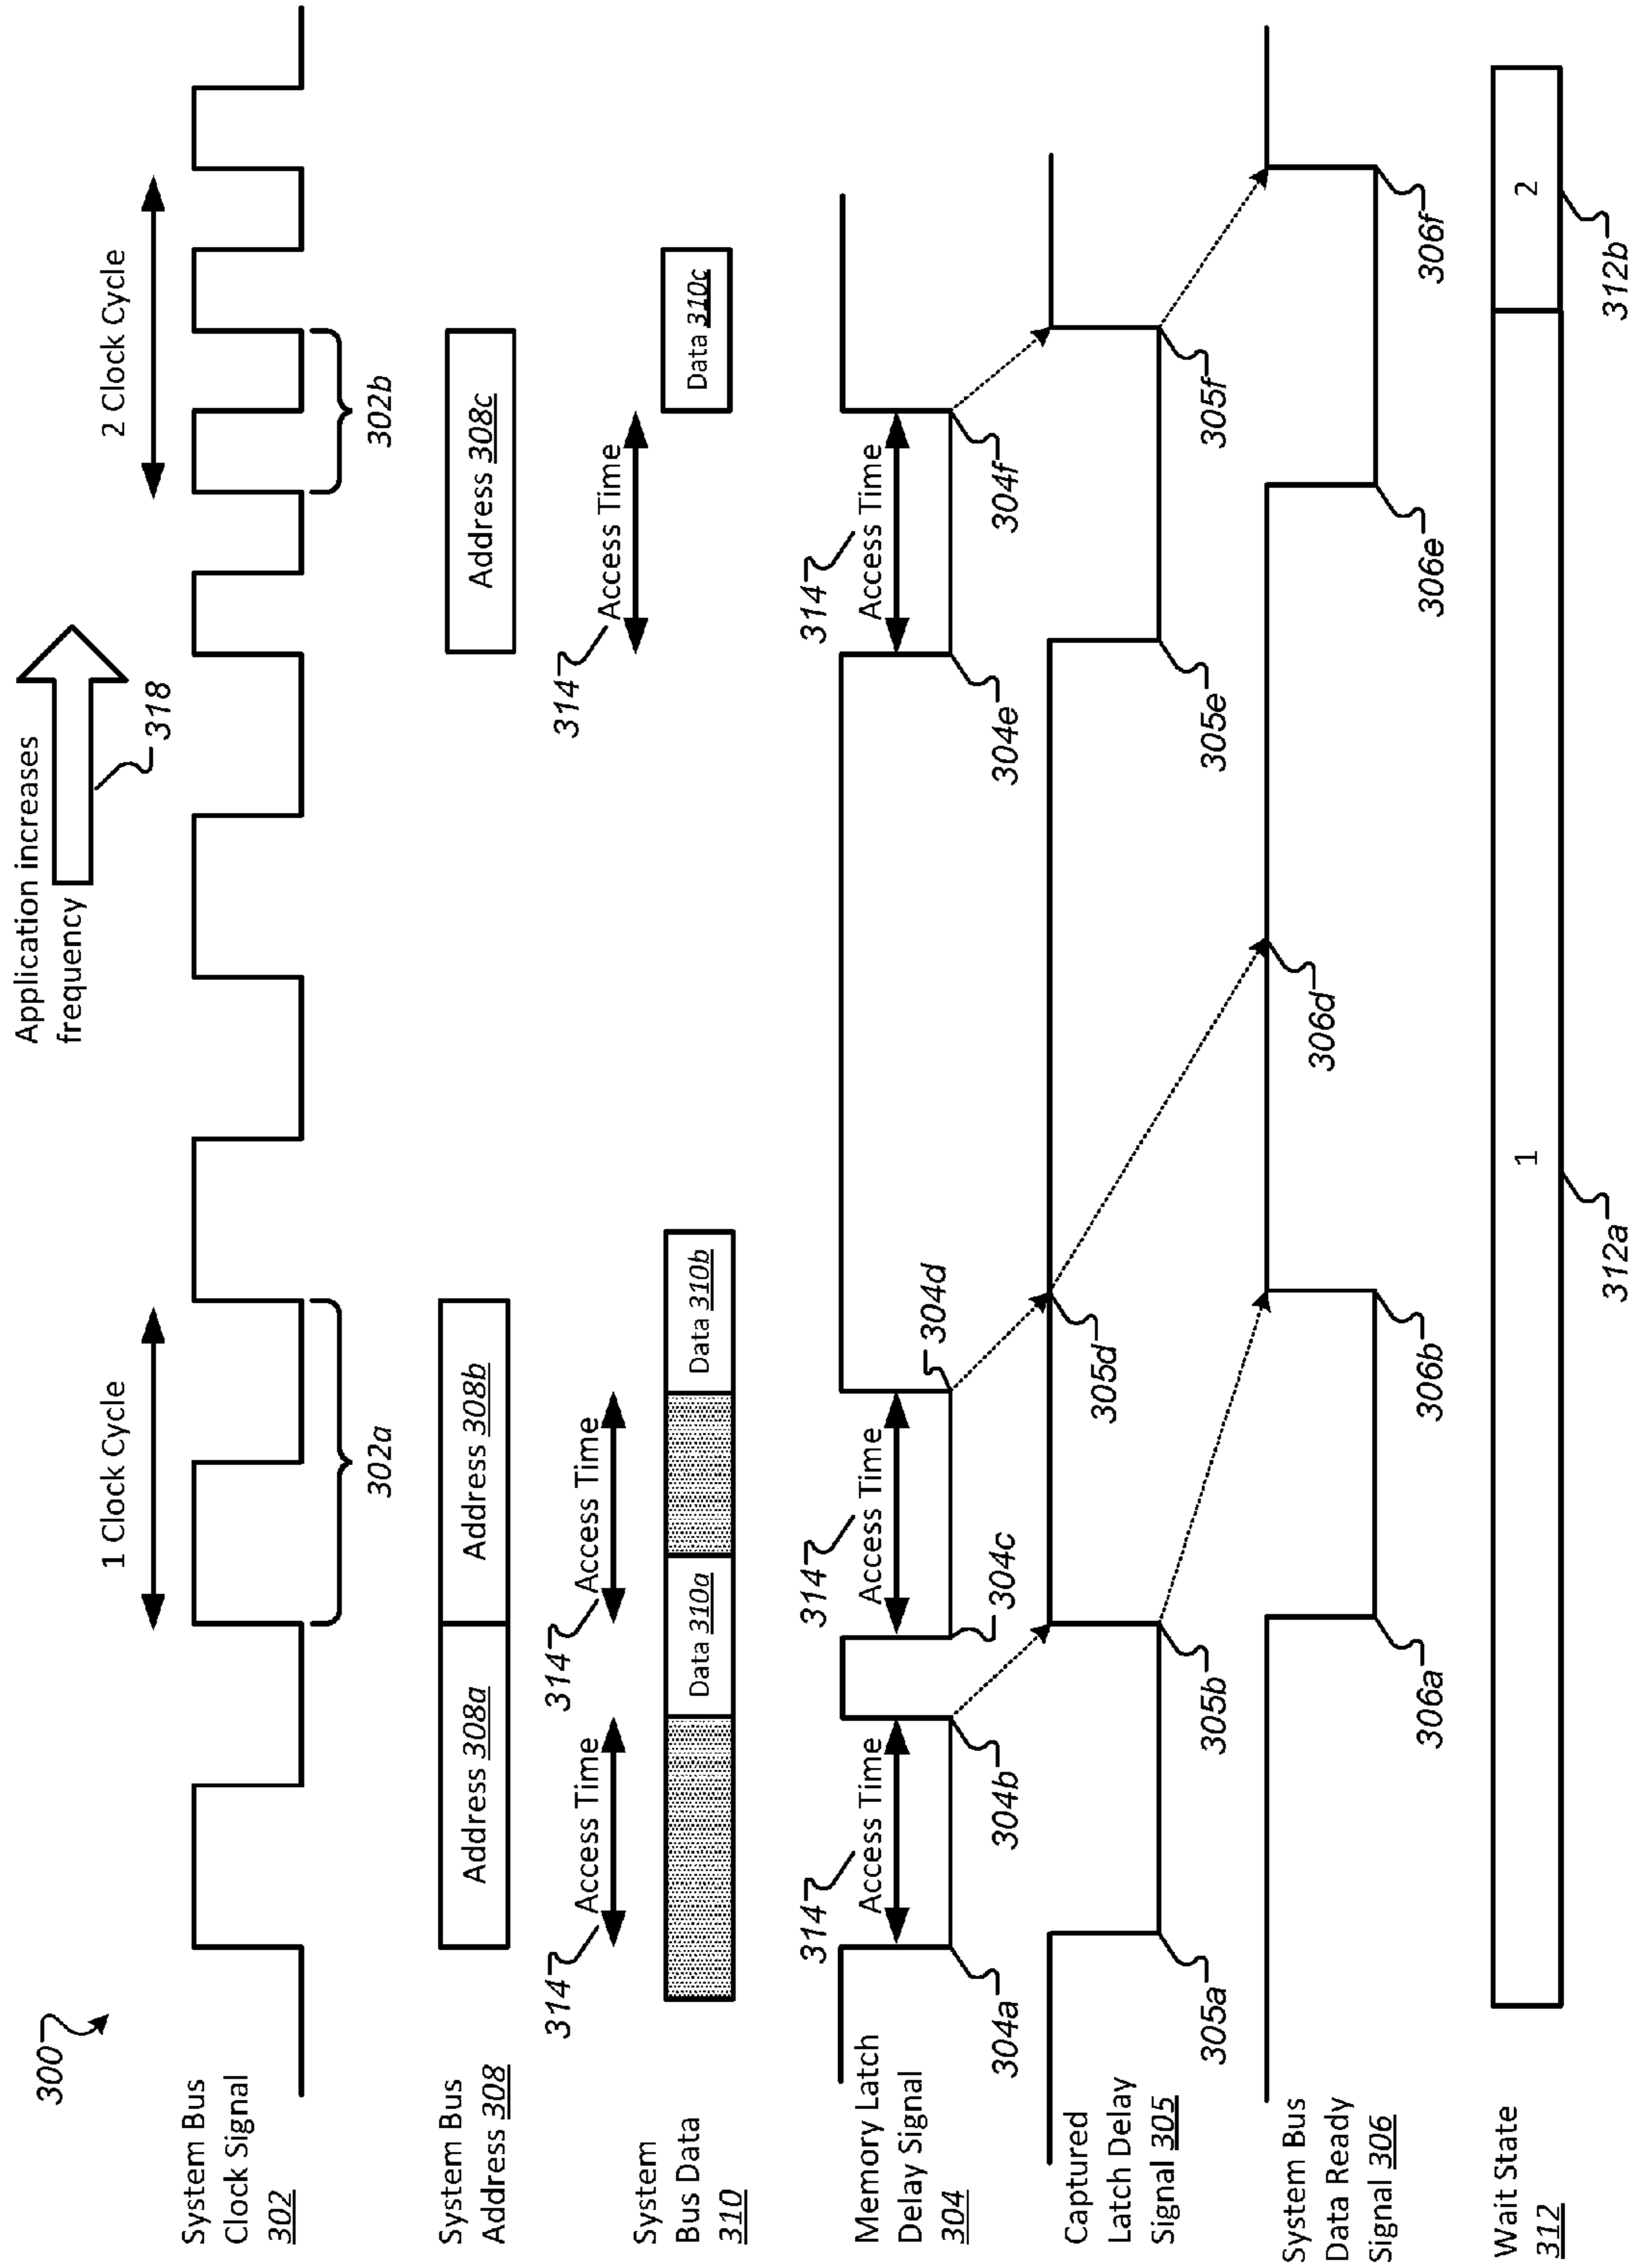 300
Application increases
frequency
318
1 Clock Cycle
2 Clock Cycle
System Bus
Clock Signal
302
302a
302b
System Bus
Address 308
Address 308a
Address 308b
Address 308c
314
Access Time
314
Access Time
314
Access Time
System
Bus Data
310
Data 310a
Data 310b
Data 310c
314
Access Time
314
Access Time
314
Access Time
Memory Latch
Delay Signal
304
304a
304b
304c
304d
304e
304f
Captured
Latch Delay
Signal 305
305a
305b
305d
305e
305f
System Bus
Data Ready
Signal 306
306a
306b
306d
306e
306f
Wait State
312
1
2
312a
312b